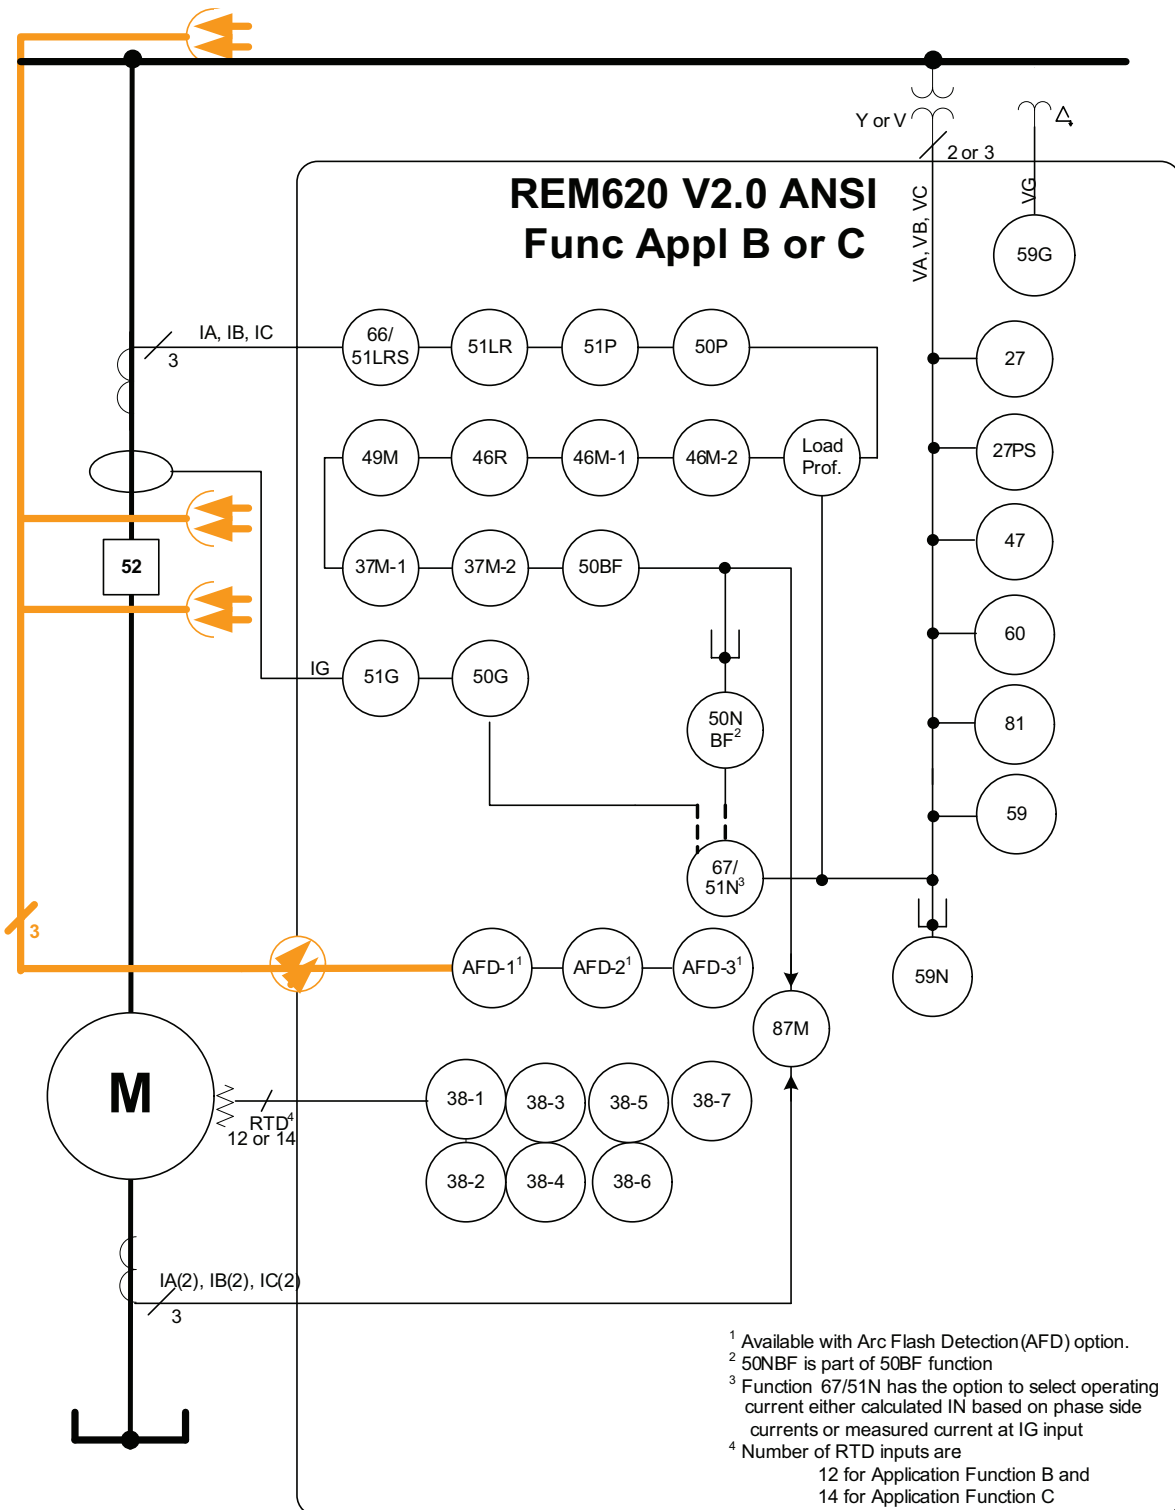 Y or V
2 or 3
REM620 V2.0 ANSI
Func Appl B or C
VA, VB, VC
VG
59G
IA, IB, IC
3
66/
51LRS
51LR
51P
50P
27
49M
46R
46M-1
46M-2
Load
Prof.
27PS
52
37M-1
37M-2
50BF
47
60
IG
51G
50G
50N
BF²
81
59
67/
51N³
3
AFD-1¹
AFD-2¹
AFD-3¹
59N
87M
M
RTD⁴
12 or 14
38-1
38-3
38-5
38-7
38-2
38-4
38-6
IA(2), IB(2), IC(2)
3
¹ Available with Arc Flash Detection (AFD) option.
² 50NBF is part of 50BF function
³ Function 67/51N has the option to select operating
current either calculated IN based on phase side
currents or measured current at IG input
⁴ Number of RTD inputs are
12 for Application Function B and
14 for Application Function C